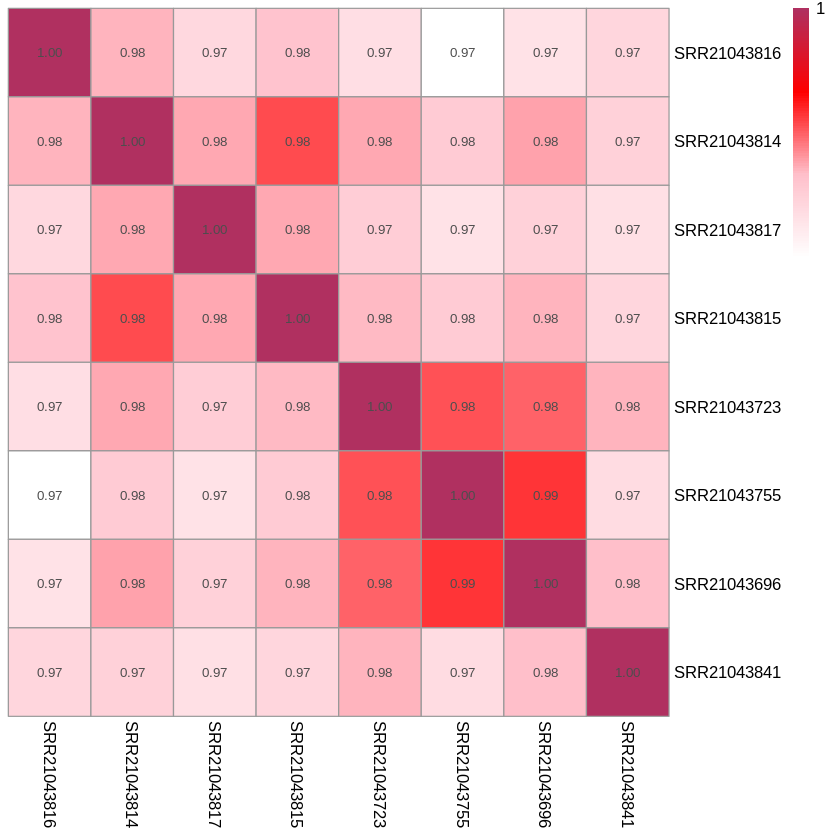 1
1.00 0.98 0.97 0.98 0.97 0.97 0.97 0.97 SRR21043816
0.98 1.00 0.98 0.98 0.98 0.98 0.98 0.97 SRR21043814
0.97 0.98 1.00 0.98 0.97 0.97 0.97 0.97 SRR21043817
0.98 0.98 0.98 1.00 0.98 0.98 0.98 0.97 SRR21043815
0.97 0.98 0.97 0.98 1.00 0.98 0.98 0.98 SRR21043723
0.97 0.98 0.97 0.98 0.98 1.00 0.99 0.97 SRR21043755
0.97 0.98 0.97 0.98 0.98 0.99 1.00 0.98 SRR21043696
0.97 0.97 0.97 0.97 0.98 0.97 0.98 1.00 SRR21043841
SRR21043816
SRR21043814
SRR21043817
SRR21043815
SRR21043723
SRR21043755
SRR21043696
SRR21043841